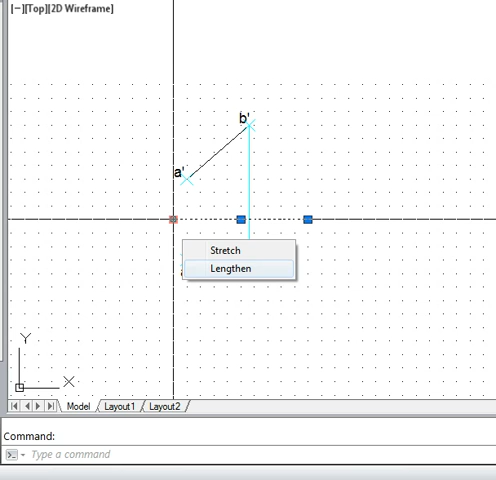 [−][Top][2D Wireframe]
b'
a'
Stretch
Lengthen
Y
X
Model Layout1 Layout2
Command:
Type a command